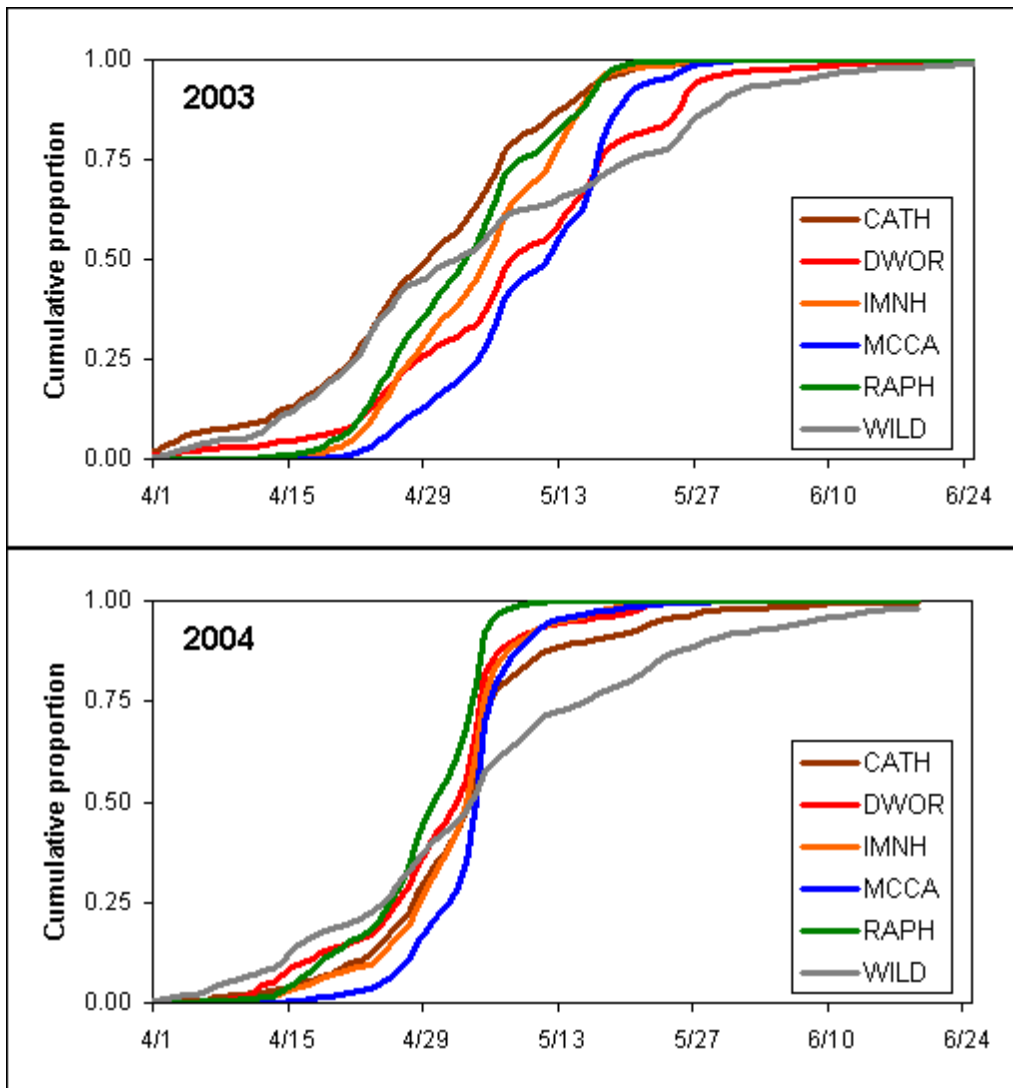 2003
Cumulative proportion
1.00
0.75
0.50
0.25
0.00
4/1 4/15 4/29 5/13 5/27 6/10 6/24
CATH
DWOR
IMNH
MCCA
RAPH
WILD
2004
Cumulative proportion
1.00
0.75
0.50
0.25
0.00
4/1 4/15 4/29 5/13 5/27 6/10 6/24
CATH
DWOR
IMNH
MCCA
RAPH
WILD